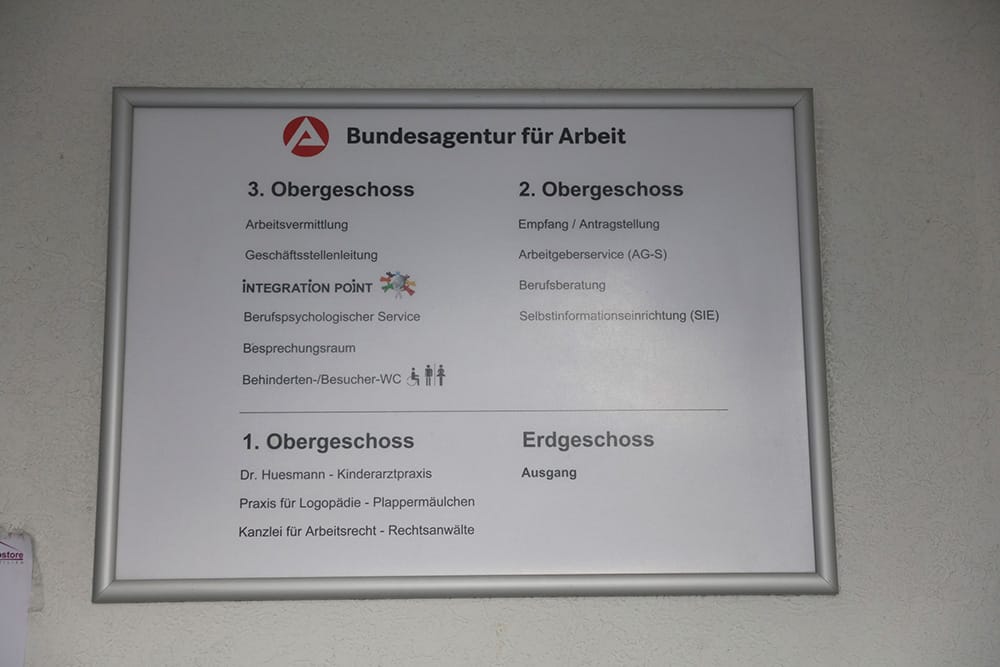 Bundesagentur für Arbeit
3. Obergeschoss
Arbeitsvermittlung
Geschäftsstellenleitung
iNTEGRATiON POiNT
Berufspsychologischer Service
Besprechungsraum
Behinderten-/Besucher-WC
2. Obergeschoss
Empfang / Antragstellung
Arbeitgeberservice (AG-S)
Berufsberatung
Selbstinformationseinrichtung (SIE)
1. Obergeschoss
Dr. Huesmann - Kinderarztpraxis
Praxis für Logopädie - Plappermäulchen
Kanzlei für Arbeitsrecht - Rechtsanwälte
Erdgeschoss
Ausgang